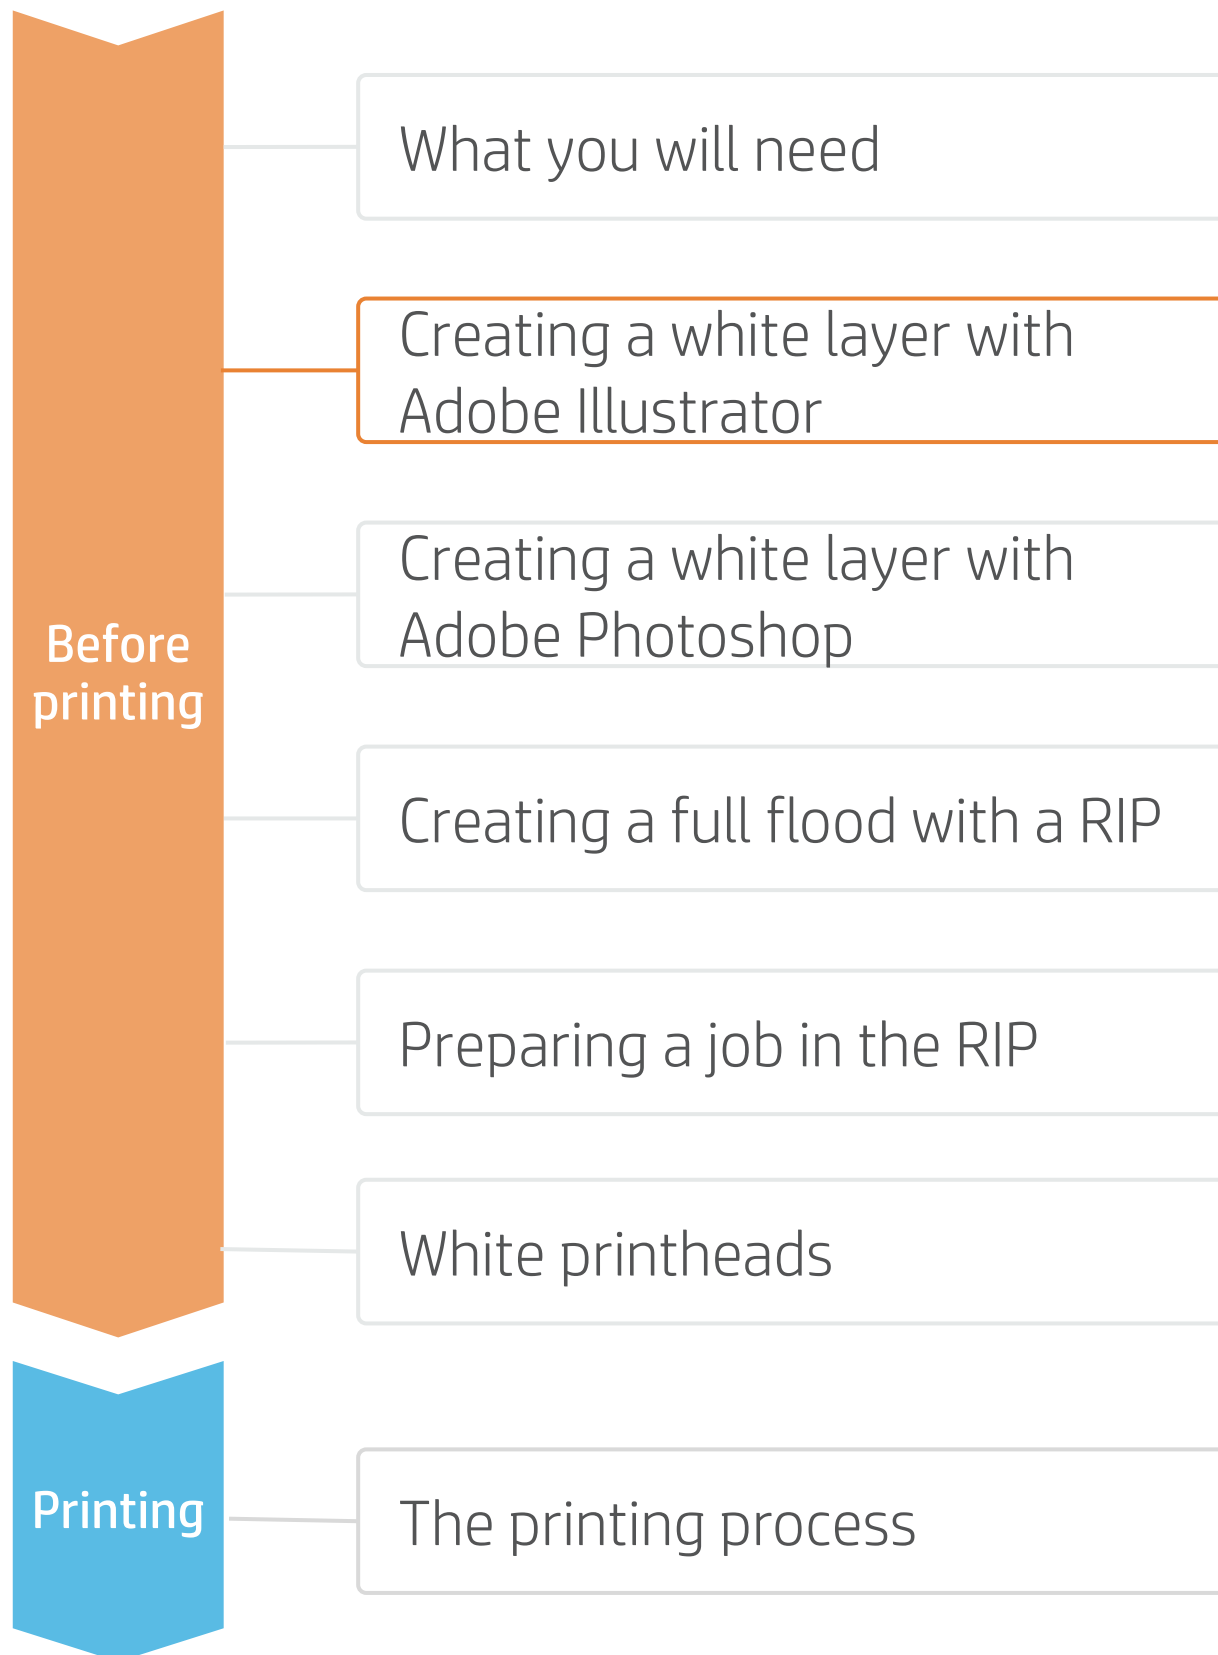 What you will need
Creating a white layer with
Adobe Illustrator
Creating a white layer with
Adobe Photoshop
Before
printing
Creating a full flood with a RIP
Preparing a job in the RIP
White printheads
Printing
The printing process